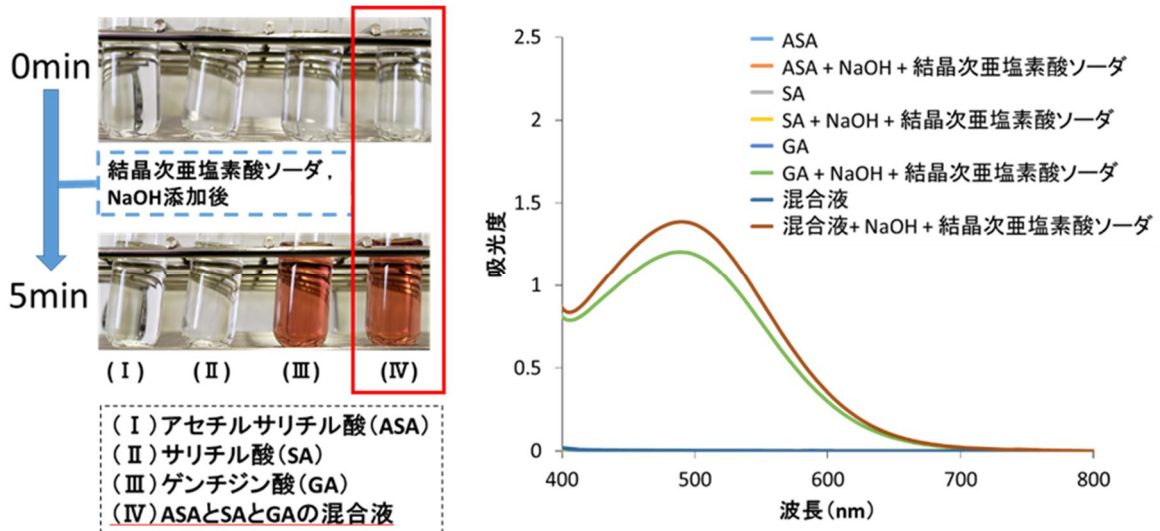 0min
結晶次亜塩素酸ソーダ,
NaOH添加後
5min
(Ⅰ) (Ⅱ) (Ⅲ) (Ⅳ)
(Ⅰ)アセチルサリチル酸(ASA)
(Ⅱ)サリチル酸(SA)
(Ⅲ)ゲンチジン酸(GA)
(Ⅳ)ASAとSAとGAの混合液
2.5
2
1.5
1
0.5
0
吸光度
ASA
ASA + NaOH + 結晶次亜塩素酸ソーダ
SA
SA + NaOH + 結晶次亜塩素酸ソーダ
GA
GA + NaOH + 結晶次亜塩素酸ソーダ
混合液
混合液+ NaOH + 結晶次亜塩素酸ソーダ
400 500 600 700 800
波長(nm)